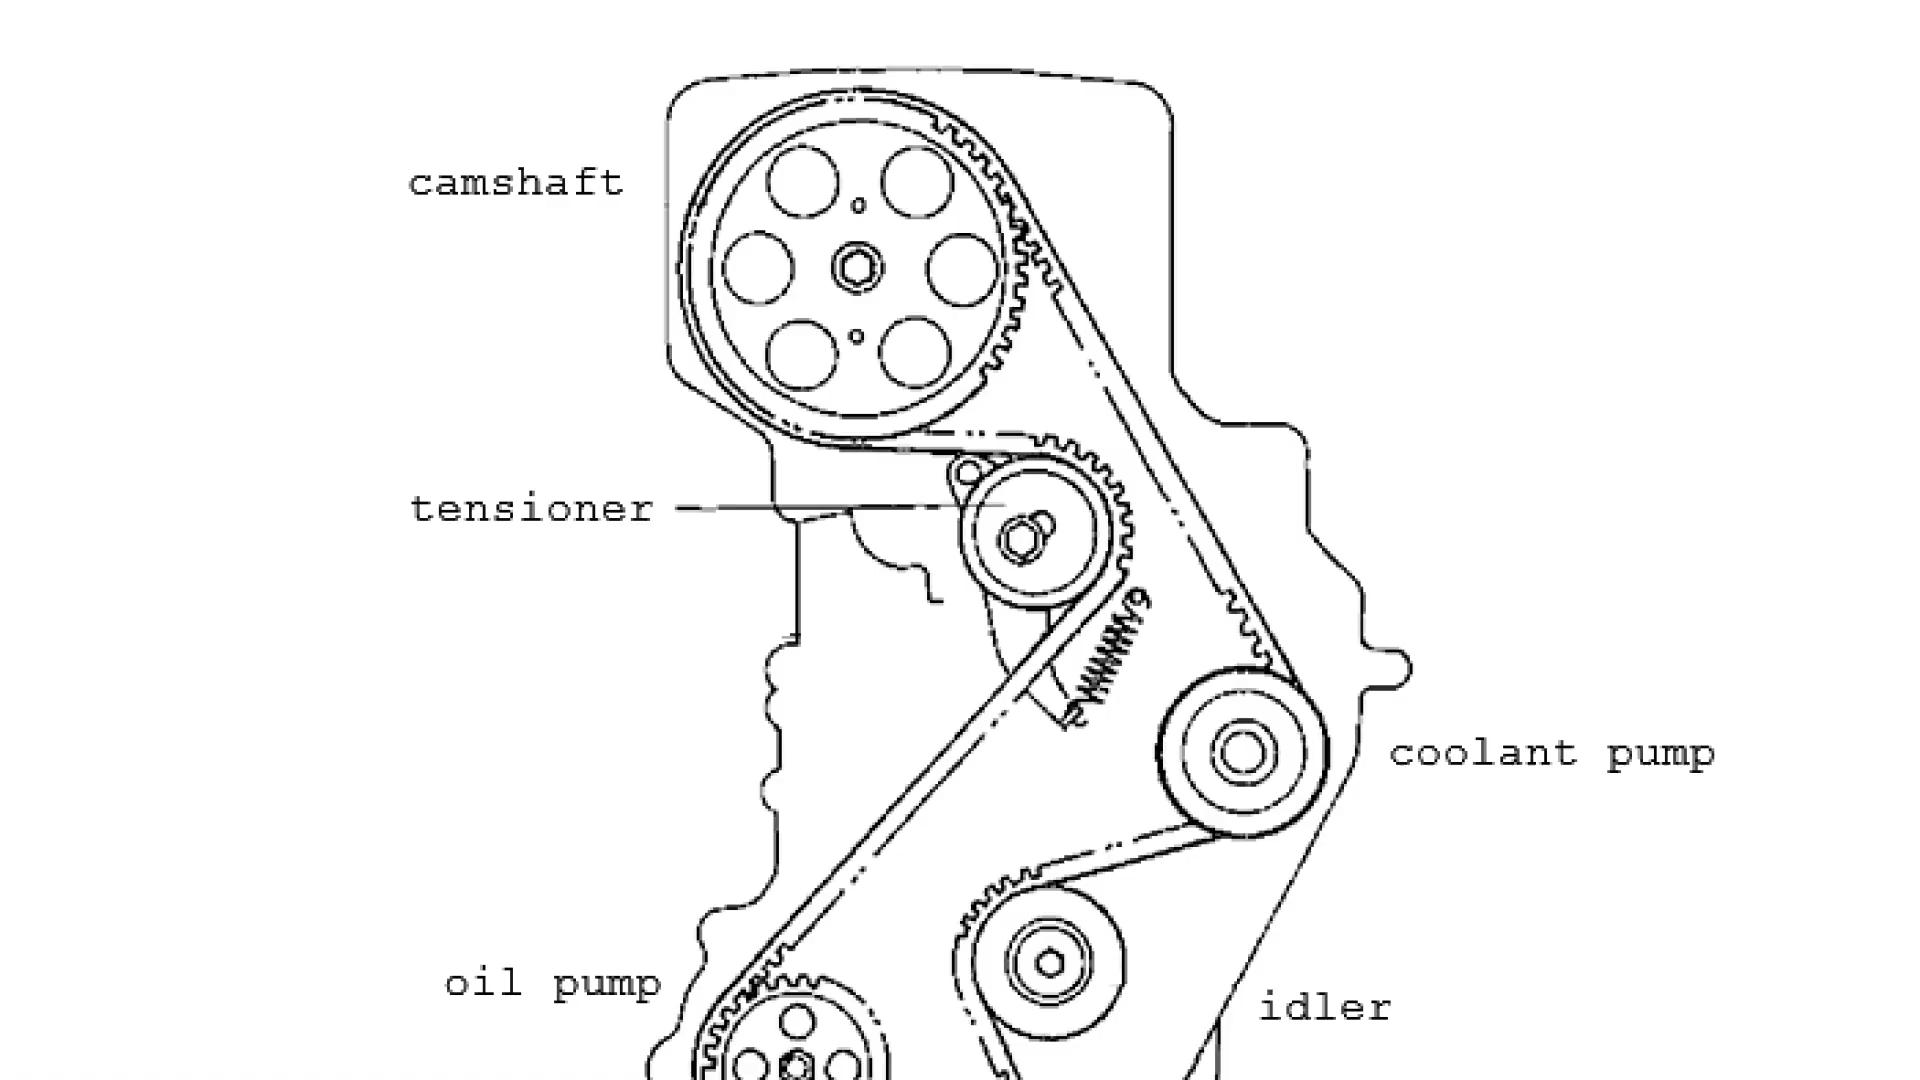 camshaft
tensioner
coolant pump
oil pump
idler